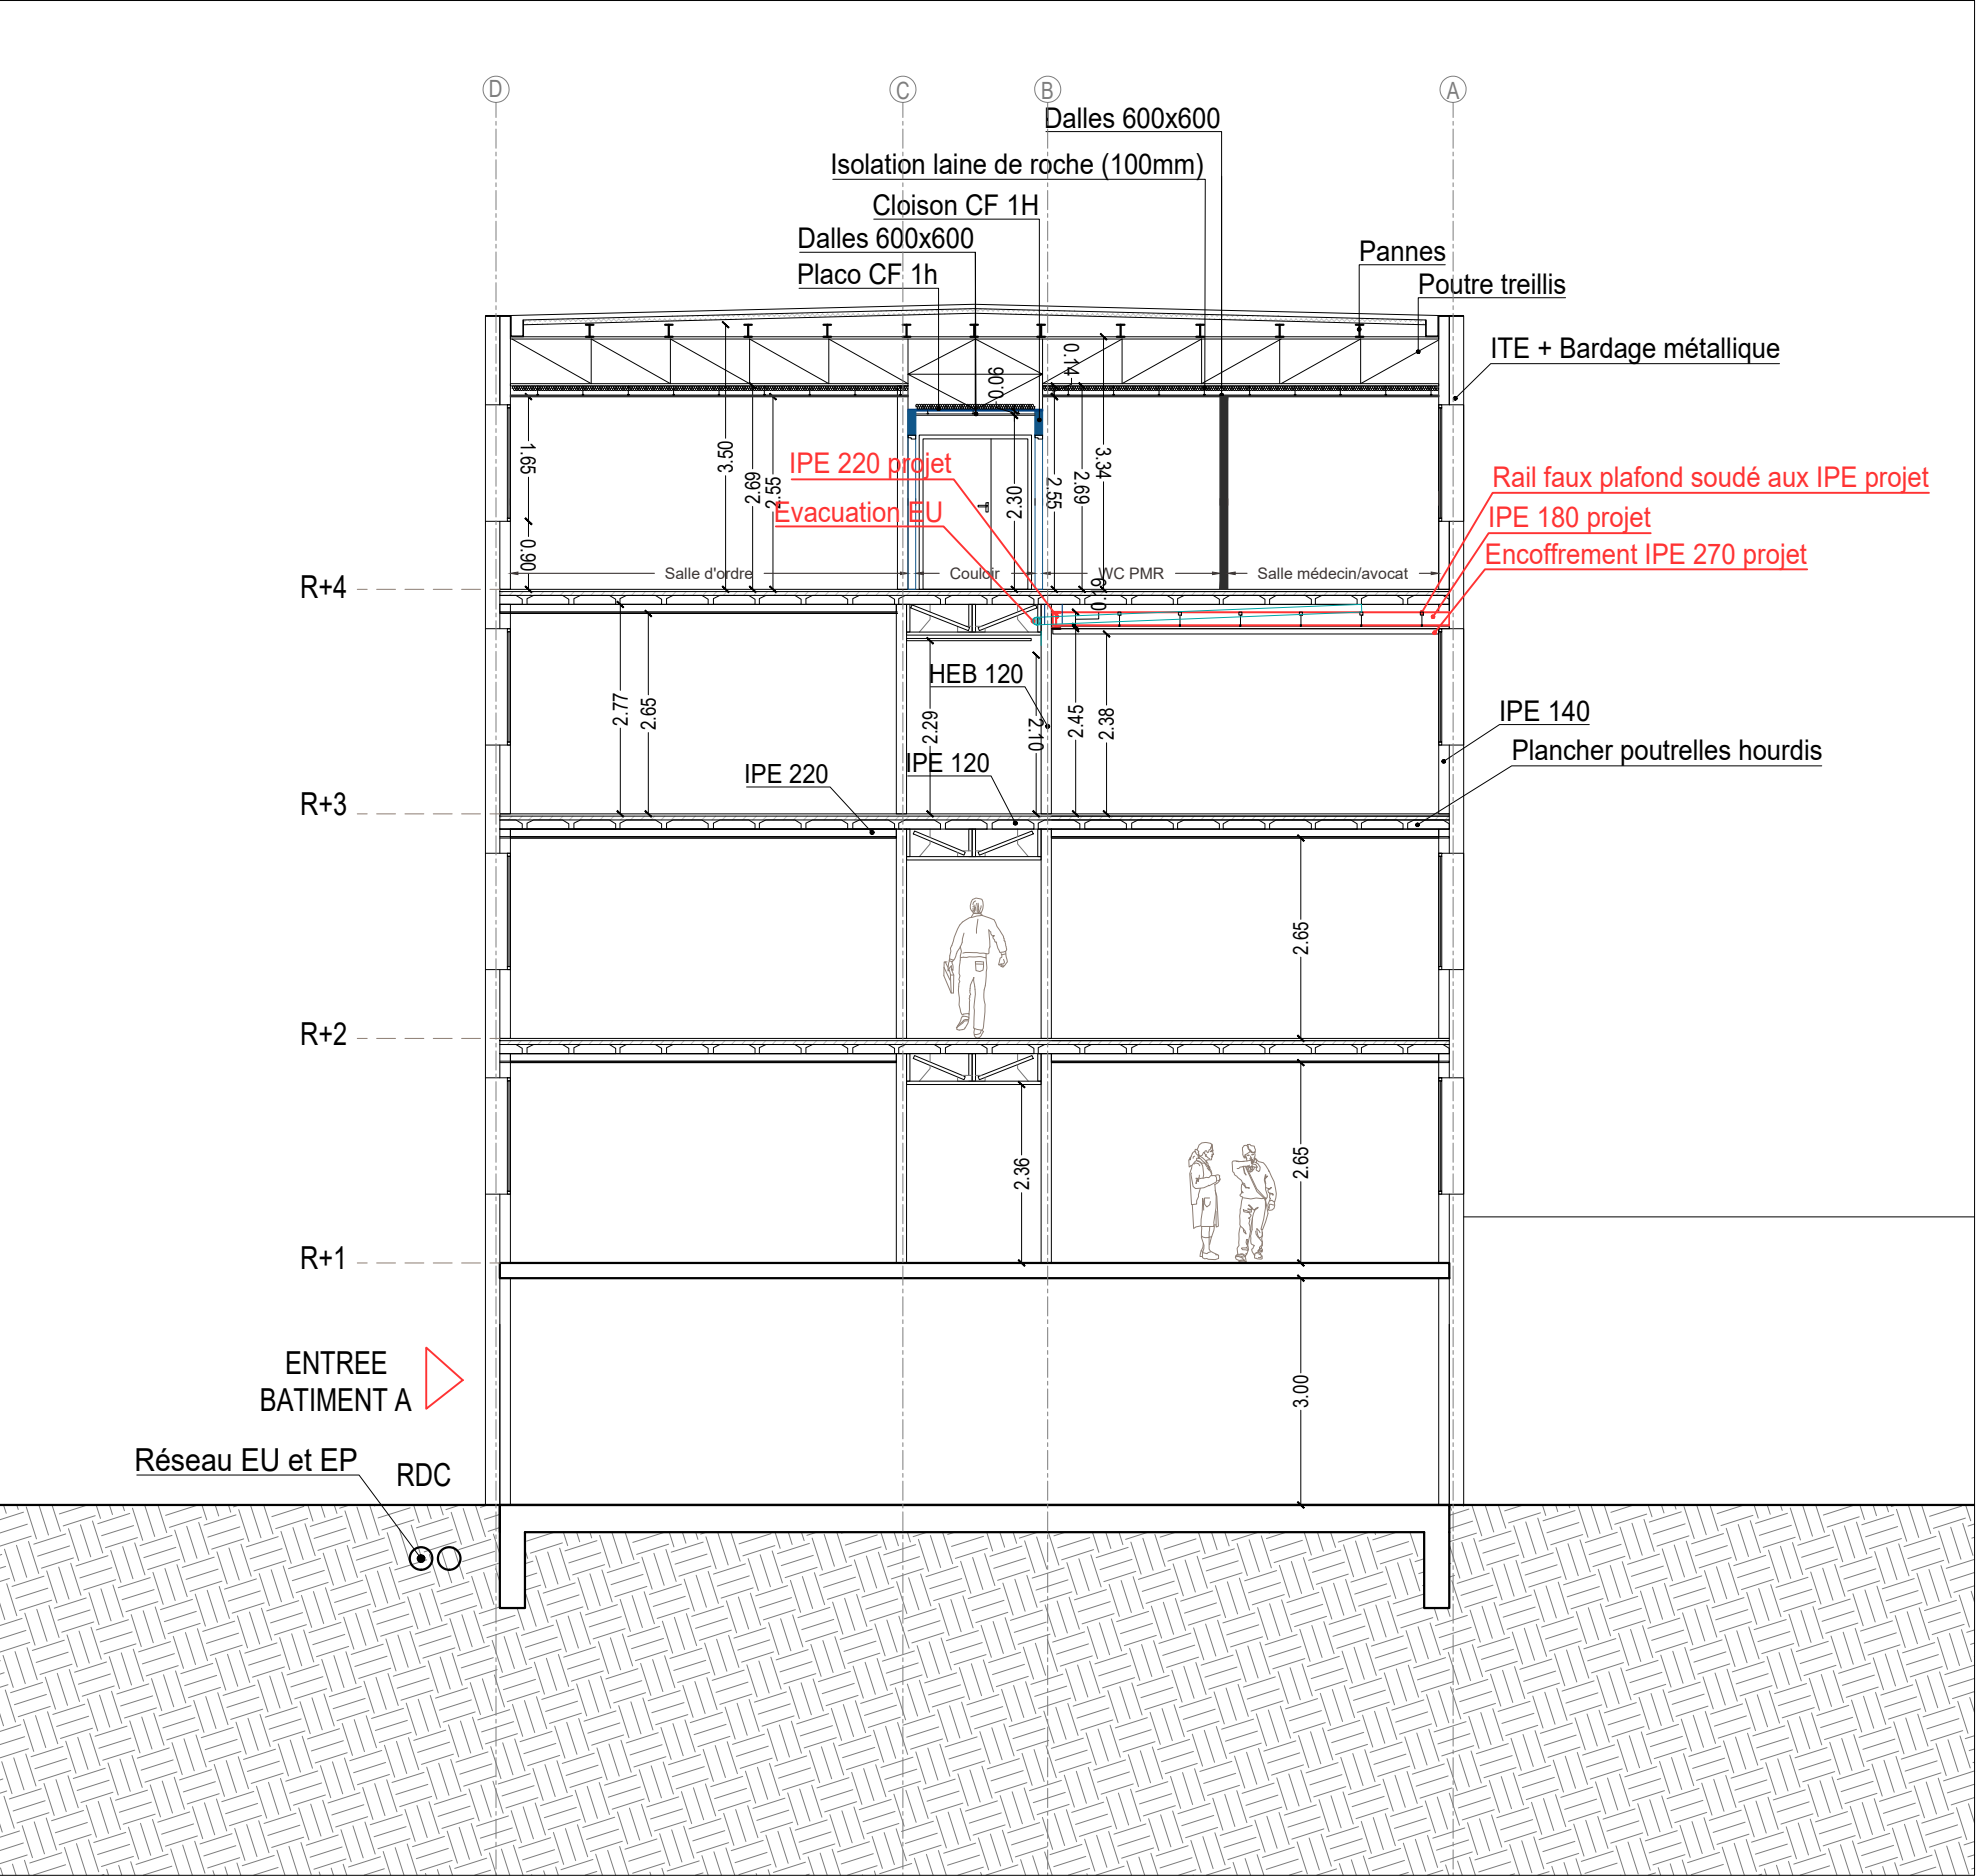 D
C
B
A
Dalles 600x600
Isolation laine de roche (100mm)
Cloison CF 1H
Dalles 600x600
Placo CF 1h
Pannes
Poutre treillis
ITE + Bardage métallique
0.14
0.06
1.65
3.50
2.69
2.55
IPE 220 projet
Evacuation EU
2.30
2.55
2.69
3.34
Rail faux plafond soudé aux IPE projet
IPE 180 projet
Encoffrement IPE 270 projet
0.90
Salle d'ordre
Couloir
WC PMR
Salle médecin/avocat
R+4
0.19
2.77
2.65
HEB 120
2.29
2.10
2.45
2.38
IPE 140
Plancher poutrelles hourdis
IPE 220
IPE 120
R+3
2.65
R+2
2.36
2.65
R+1
ENTREE
BATIMENT A
3.00
Réseau EU et EP
RDC